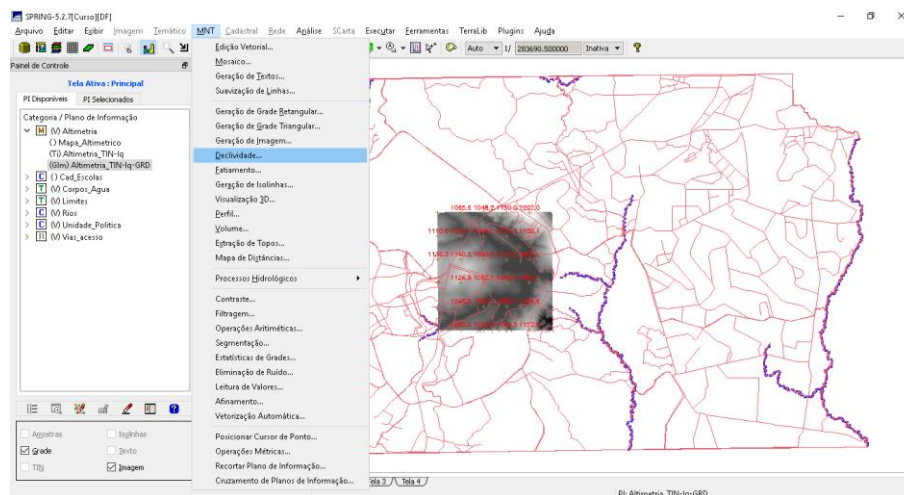 SPRING-5.2.7[Curso][DF]
Arquivo Editar Exibir Imagem Temático MNT Cadastral Rede Análise SCarta Executar Ferramentas TerraLib Plugins Ajuda
Auto 1/ 283690.500000 Inativa
Painel de Controle
Tela Ativa : Principal
PI Disponíveis PI Selecionados
Categoria / Plano de Informação
M (V) Altimetria
() Mapa_Altimetrico
(Ti) Altimetria_TIN-lq
(GIm) Altimetria_TIN-lq-GRD
C () Cad_Escolas
T (V) Corpos_Agua
T (V) Limites
C (V) Rios
C (V) Unidade_Politica
R (V) Vias_acesso
Amostras Isolinhas
Grade Texto
TIN Imagem
Edição Vetorial...
Mosaico...
Geração de Textos...
Suavização de Linhas...
Geração de Grade Retangular...
Geração de Grade Triangular...
Geração de Imagem...
Declividade...
Fatiamento...
Geração de Isolinhas...
Visualização 3D...
Perfil...
Volume...
Extração de Topos...
Mapa de Distâncias...
Processos Hidrológicos
Contraste...
Filtragem...
Operações Aritiméticas...
Segmentação...
Estatísticas de Grades...
Eliminação de Ruído...
Leitura de Valores...
Afinamento...
Vetorização Automática...
Posicionar Cursor de Ponto...
Operações Métricas...
Recortar Plano de Informação...
Cruzamento de Planos de Informação...
Tela 3 Tela 4
PI: Altimetria_TIN-lq-GRD